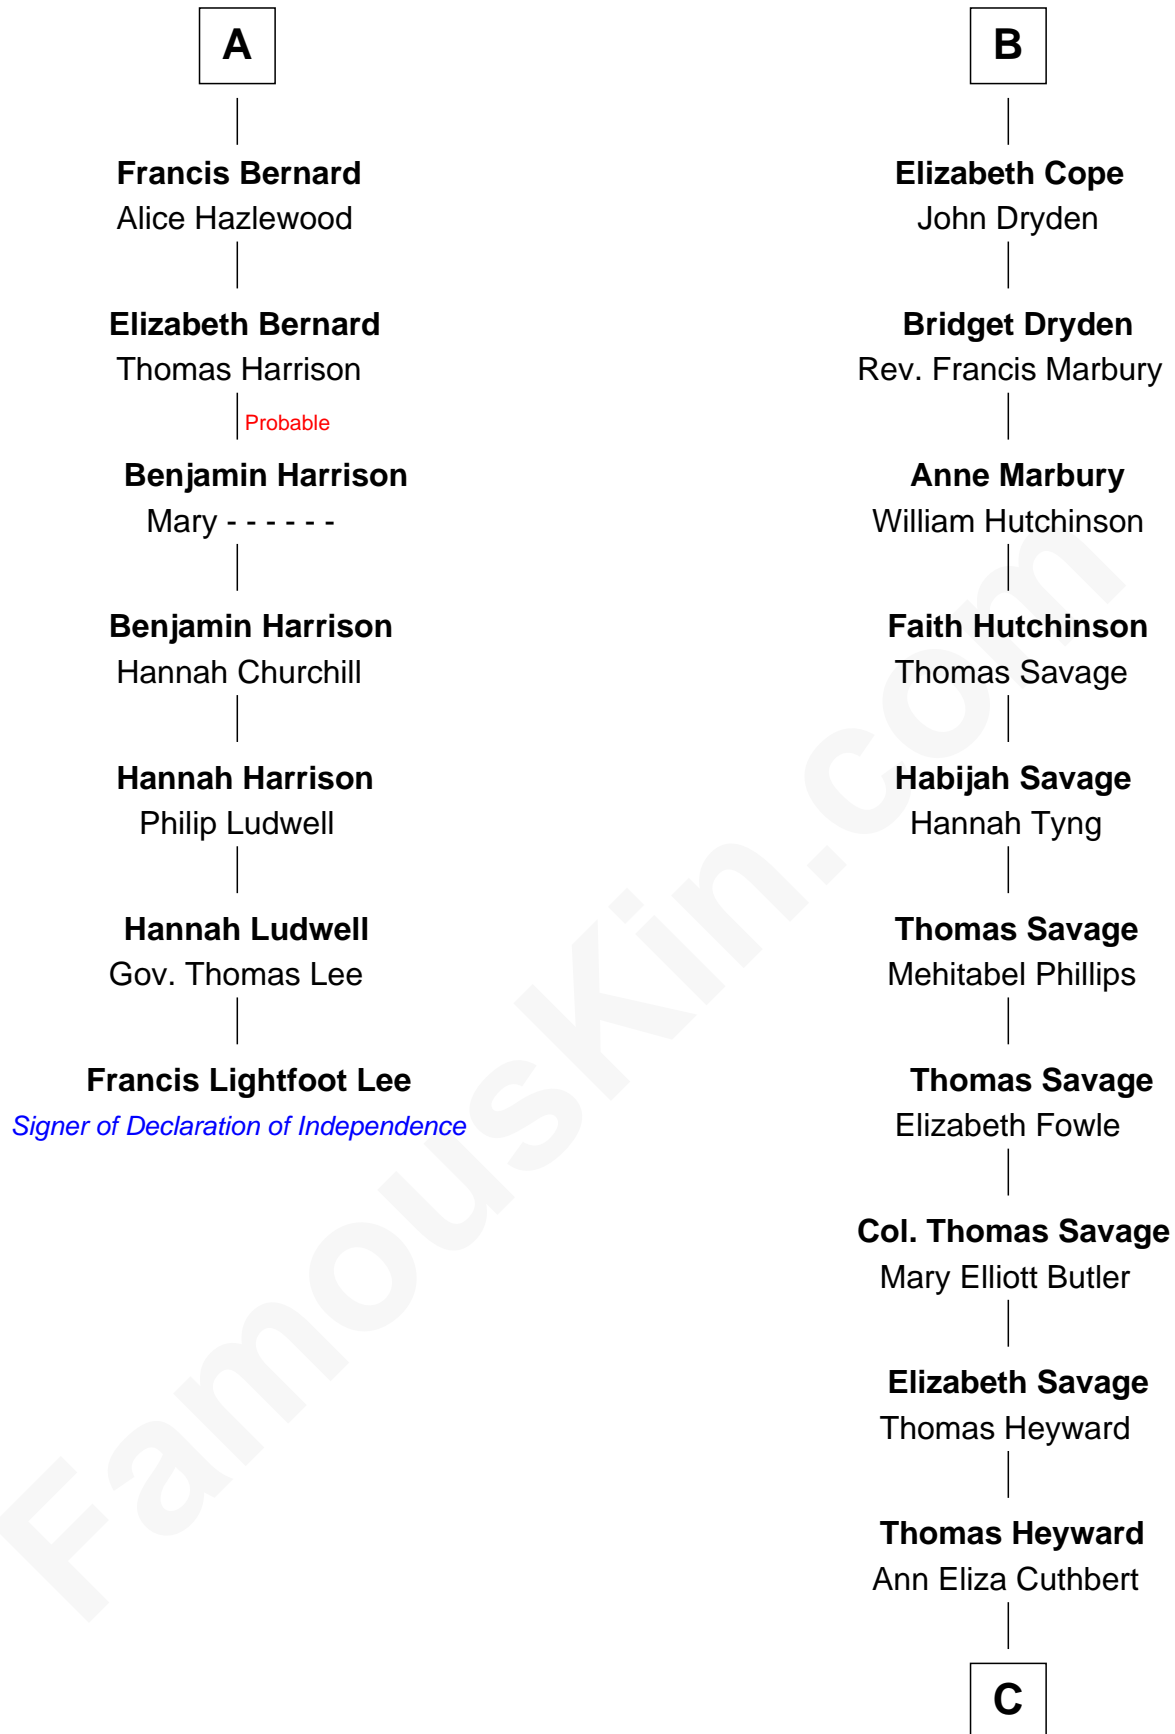 A
Francis Bernard
Alice Hazlewood
Elizabeth Bernard
Thomas Harrison
Probable
Benjamin Harrison
Mary - - - - - -
Benjamin Harrison
Hannah Churchill
Hannah Harrison
Philip Ludwell
Hannah Ludwell
Gov. Thomas Lee
Francis Lightfoot Lee
Signer of Declaration of Independence
B
Elizabeth Cope
John Dryden
Bridget Dryden
Rev. Francis Marbury
Anne Marbury
William Hutchinson
Faith Hutchinson
Thomas Savage
Habijah Savage
Hannah Tyng
Thomas Savage
Mehitabel Phillips
Thomas Savage
Elizabeth Fowle
Col. Thomas Savage
Mary Elliott Butler
Elizabeth Savage
Thomas Heyward
Thomas Heyward
Ann Eliza Cuthbert
C
FamousKin.com